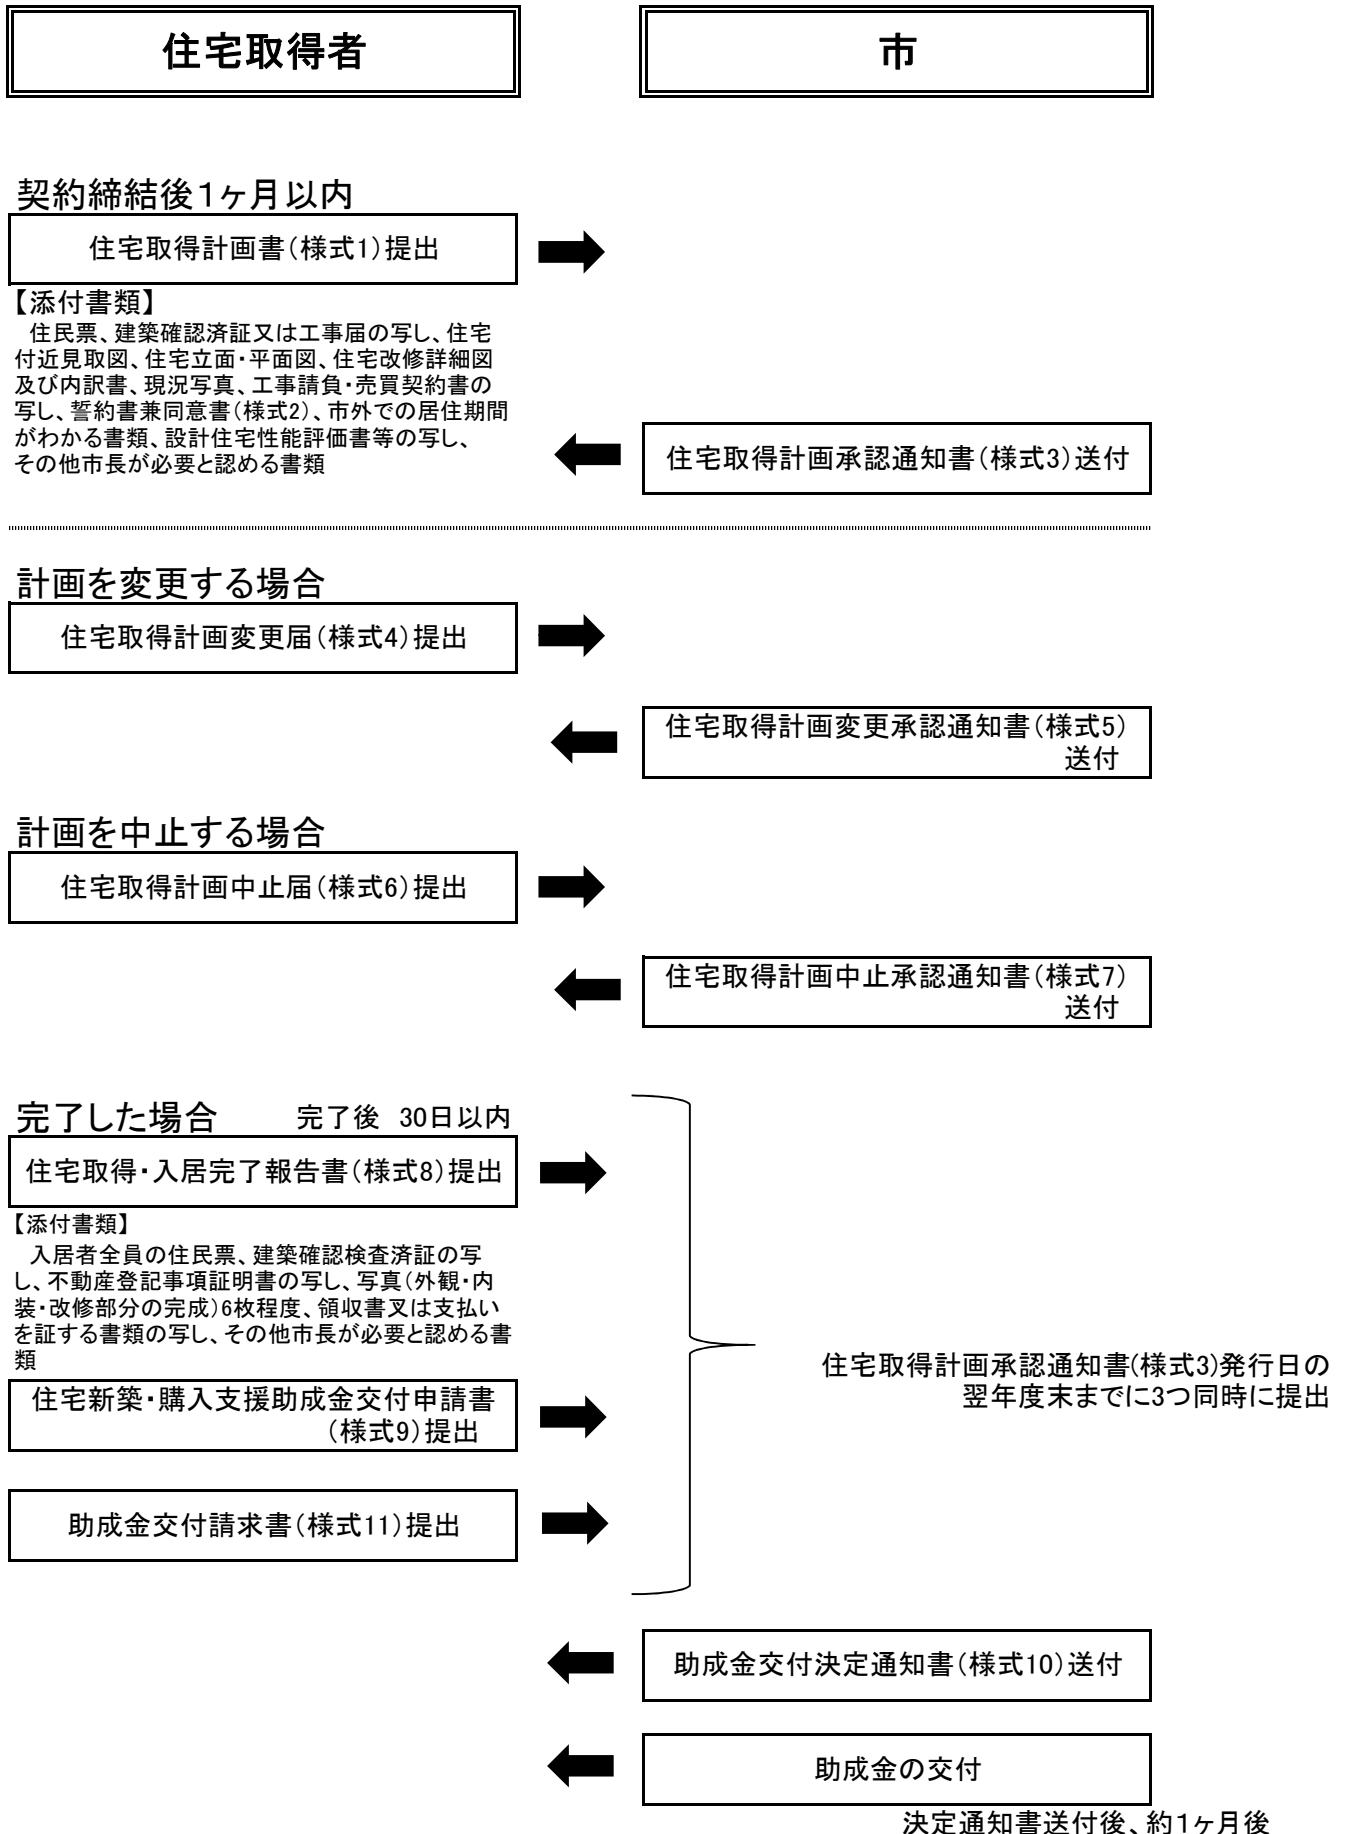 住宅取得者
市
契約締結後１ヶ月以内
住宅取得計画書（様式1）提出
【添付書類】
住民票、建築確認済証又は工事届の写し、住宅
付近見取図、住宅立面・平面図、住宅改修詳細図
及び内訳書、現況写真、工事請負・売買契約書の
写し、誓約書兼同意書（様式2）、市外での居住期間
がわかる書類、設計住宅性能評価書等の写し、
その他市長が必要と認める書類
住宅取得計画承認通知書（様式3）送付
計画を変更する場合
住宅取得計画変更届（様式4）提出
住宅取得計画変更承認通知書（様式5）
送付
計画を中止する場合
住宅取得計画中止届（様式6）提出
住宅取得計画中止承認通知書（様式7）
送付
完了した場合　完了後　30日以内
住宅取得・入居完了報告書（様式8）提出
【添付書類】
入居者全員の住民票、建築確認検査済証の写
し、不動産登記事項証明書の写し、写真（外観・内
装・改修部分の完成）6枚程度、領収書叉は支払い
を証する書類の写し、その他市長が必要と認める書
類
住宅取得計画承認通知書(様式3)発行日の
翌年度末までに3つ同時に提出
住宅新築・購入支援助成金交付申請書
（様式9）提出
助成金交付請求書（様式11）提出
助成金交付決定通知書（様式10）送付
助成金の交付
決定通知書送付後、約１ヶ月後